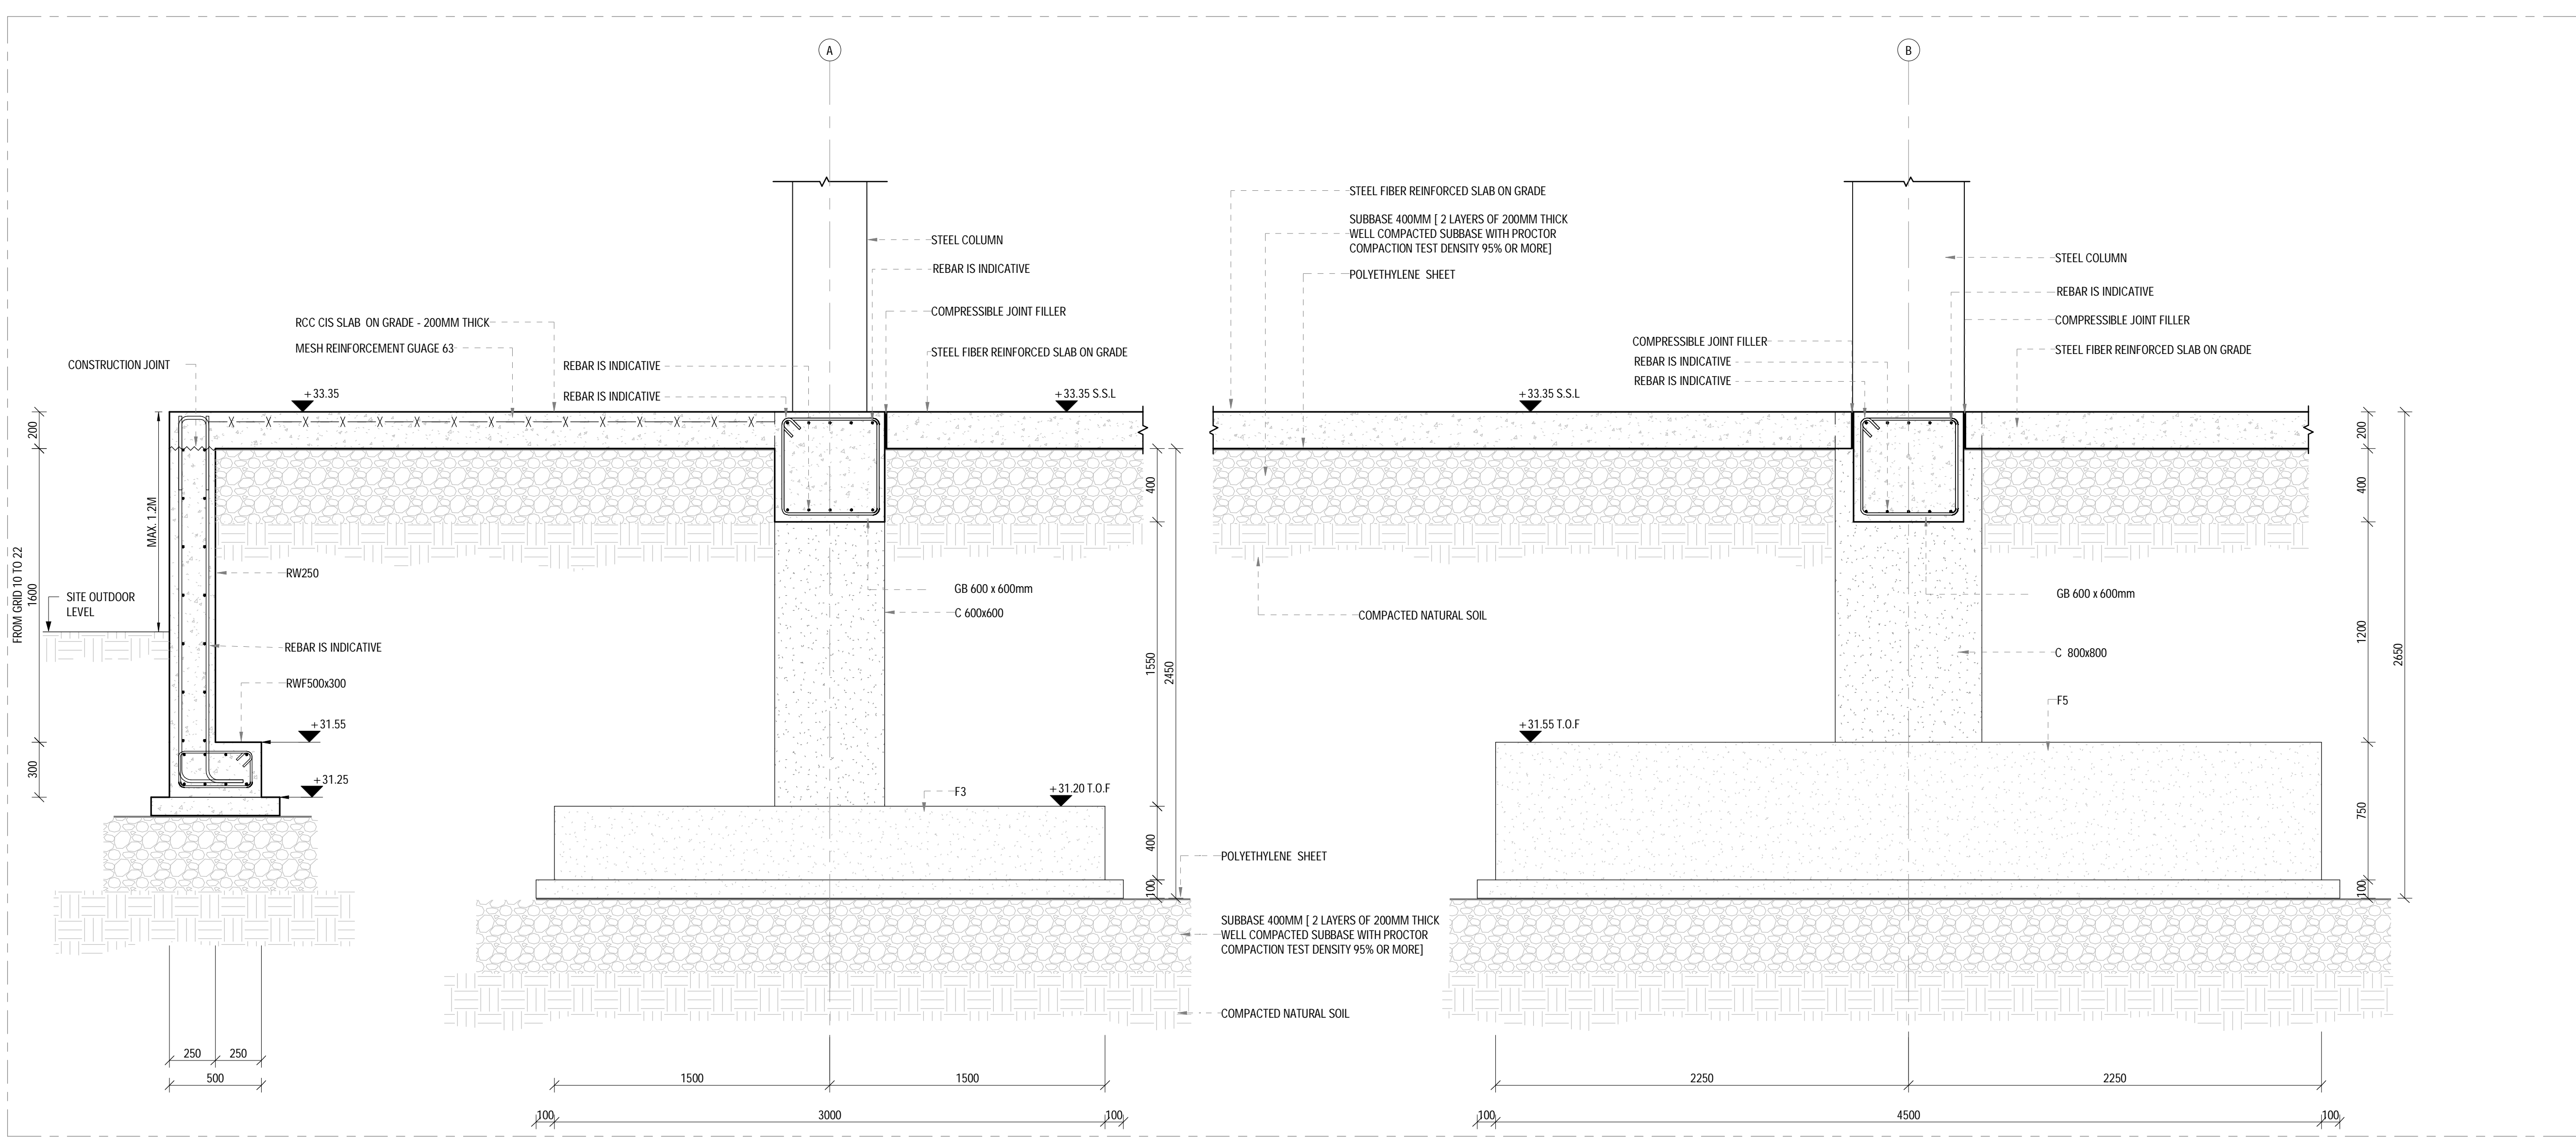 A
B
STEEL COLUMN
REBAR IS INDICATIVE
COMPRESSIBLE JOINT FILLER
STEEL FIBER REINFORCED SLAB ON GRADE
RCC CIS SLAB  ON GRADE - 200MM THICK
MESH REINFORCEMENT GUAGE 63
CONSTRUCTION JOINT
REBAR IS INDICATIVE
REBAR IS INDICATIVE
+33.35
+33.35 S.S.L
200
MAX. 1.2M
FROM GRID 10 TO 22
1600
300
SITE OUTDOOR
LEVEL
RW250
REBAR IS INDICATIVE
RWF500x300
+31.55
+31.25
250
250
500
GB 600 x 600mm
C 600x600
F3
+31.20 T.O.F
400
1550
2450
400
100
1500
1500
100
3000
100
STEEL FIBER REINFORCED SLAB ON GRADE
SUBBASE 400MM [ 2 LAYERS OF 200MM THICK
WELL COMPACTED SUBBASE WITH PROCTOR
COMPACTION TEST DENSITY 95% OR MORE]
POLYETHYLENE  SHEET
+33.35 S.S.L
COMPACTED NATURAL SOIL
POLYETHYLENE  SHEET
SUBBASE 400MM [ 2 LAYERS OF 200MM THICK
WELL COMPACTED SUBBASE WITH PROCTOR
COMPACTION TEST DENSITY 95% OR MORE]
COMPACTED NATURAL SOIL
COMPRESSIBLE JOINT FILLER
REBAR IS INDICATIVE
REBAR IS INDICATIVE
STEEL COLUMN
REBAR IS INDICATIVE
COMPRESSIBLE JOINT FILLER
STEEL FIBER REINFORCED SLAB ON GRADE
GB 600 x 600mm
C  800x800
F5
+31.55 T.O.F
200
400
1200
2650
750
100
2250
2250
100
4500
100